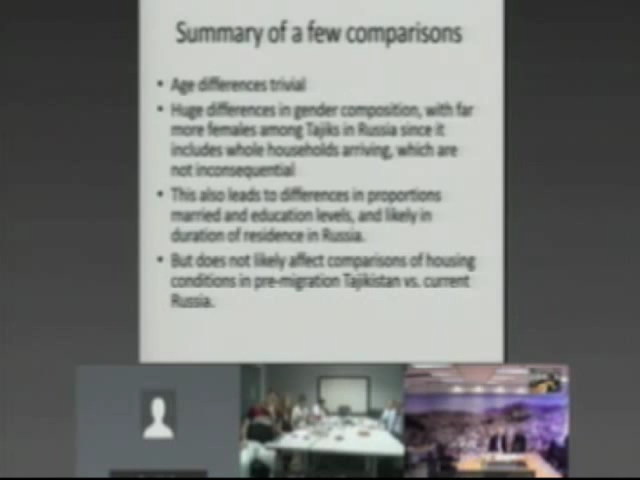 Summary of a few comparisons
• Age differences trivial
• Huge differences in gender composition, with far
more females among Tajiks in Russia since it
includes whole households arriving, which are
not inconsequential
• This also leads to differences in proportions
married and education levels, and likely in
duration of residence in Russia.
• But does not likely affect comparisons of housing
conditions in pre-migration Tajikistan vs. current
Russia.